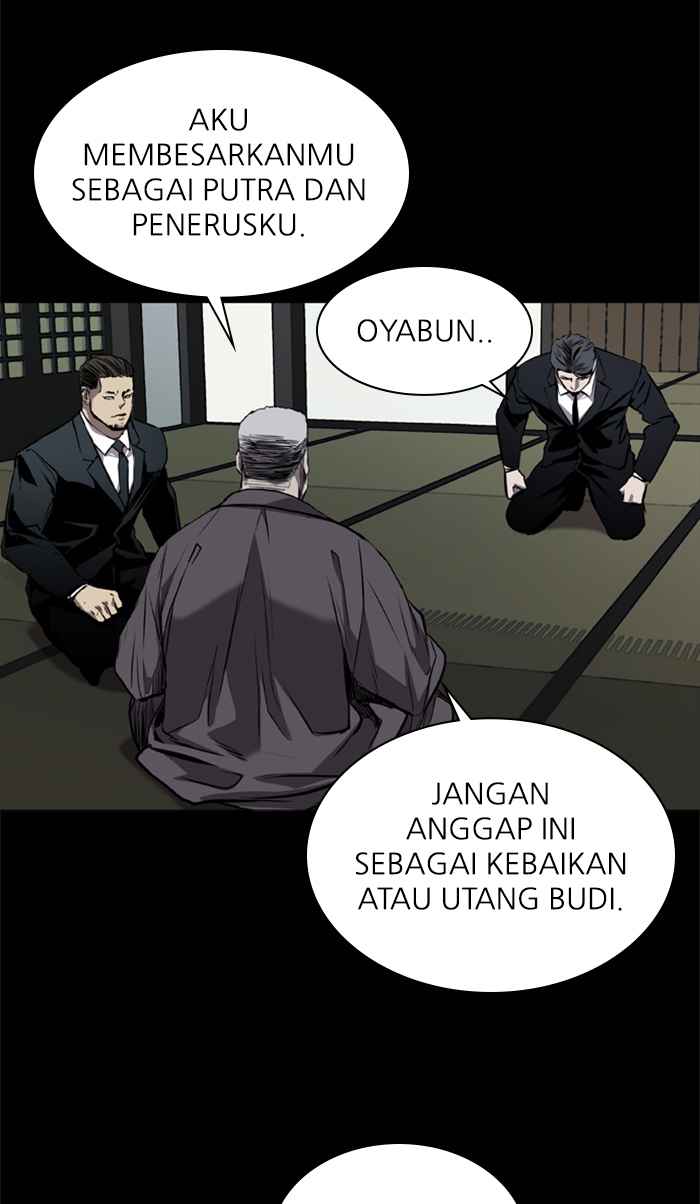 AKU
MEMBESARKANMU
SEBAGAI PUTRA DAN
PENERUSKU.
OYABUN..
JANGAN
ANGGAP INI
SEBAGAI KEBAIKAN
ATAU UTANG BUDI.